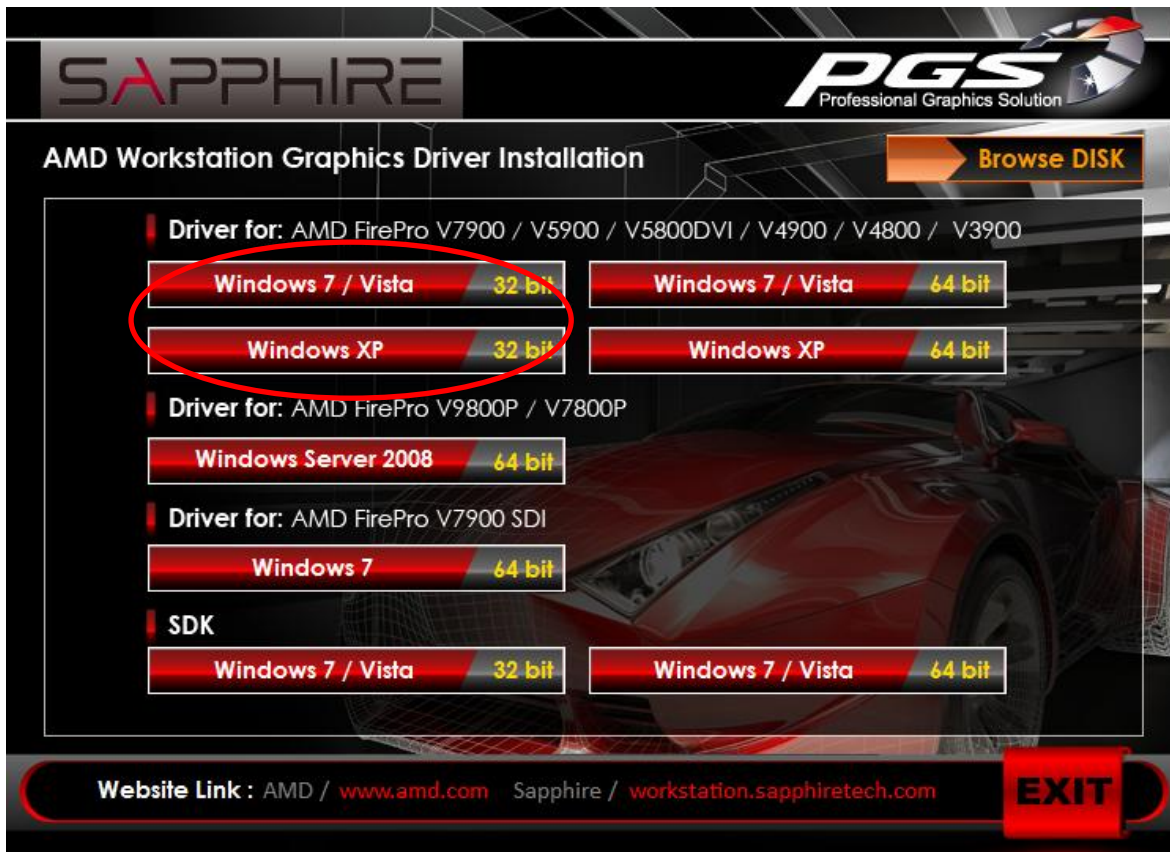 SAPPHIRE
PGS
Professional Graphics Solution
AMD Workstation Graphics Driver Installation
Browse DISK
Driver for: AMD FirePro V7900 / V5900 / V5800DVI / V4900 / V4800 / V3900
Windows 7 / Vista 32 bit Windows 7 / Vista 64 bit
Windows XP 32 bit Windows XP 64 bit
Driver for: AMD FirePro V9800P / V7800P
Windows Server 2008 64 bit
Driver for: AMD FirePro V7900 SDI
Windows 7 64 bit
SDK
Windows 7 / Vista 32 bit Windows 7 / Vista 64 bit
Website Link : AMD / www.amd.com Sapphire / workstation.sapphiretech.com
EXIT